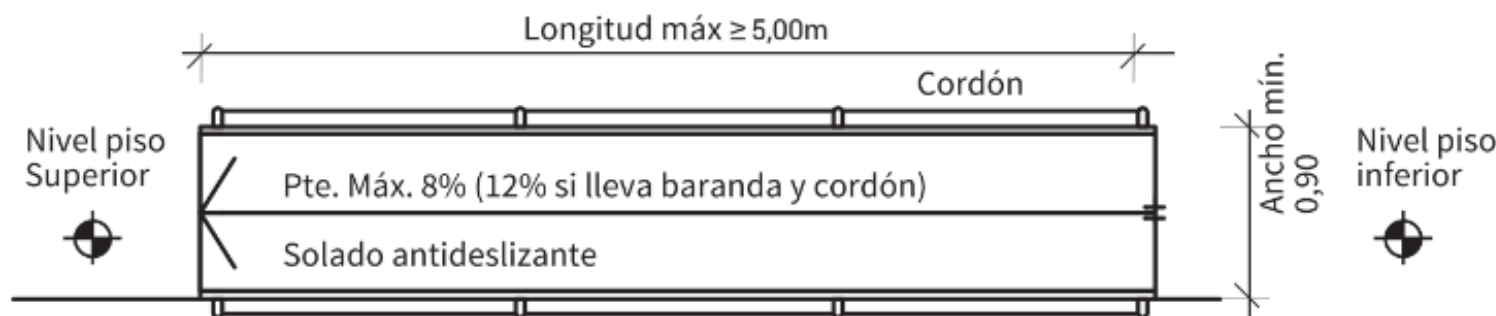 Longitud máx ≥ 5,00m
Cordón
Nivel piso
Superior
Pte. Máx. 8% (12% si lleva baranda y cordón)
Solado antideslizante
Ancho mín.
0,90
Nivel piso
inferior